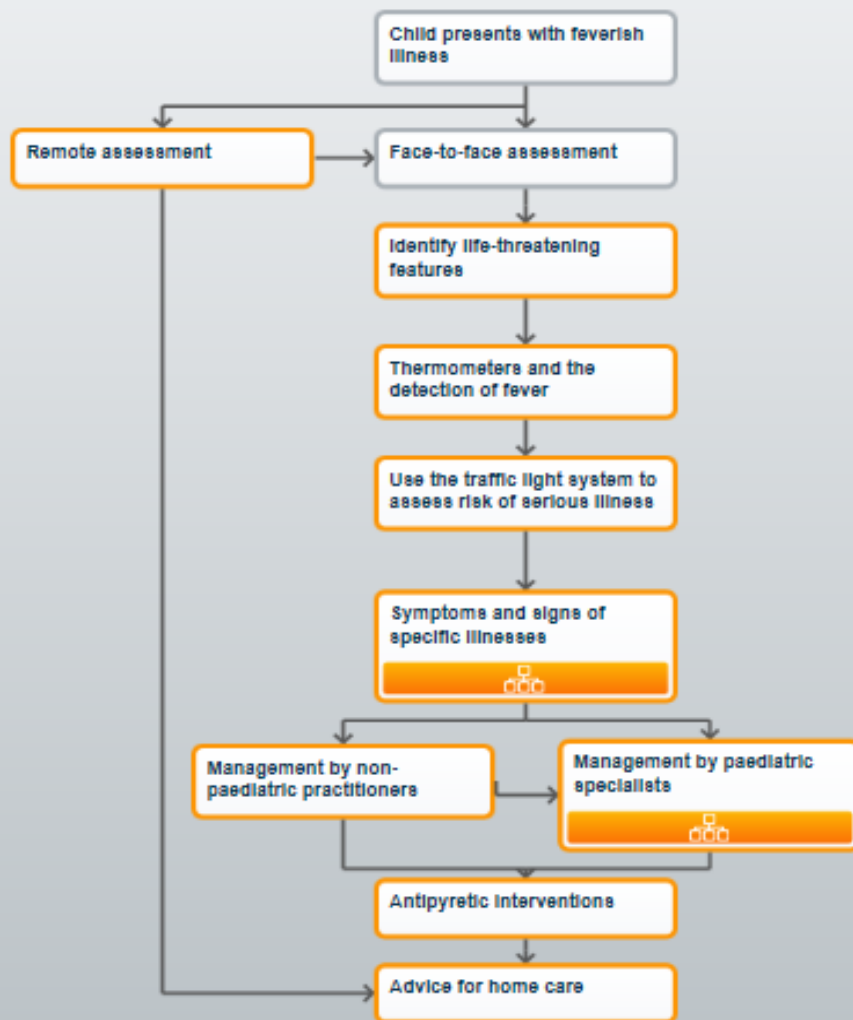 Child presents with feverish
illness
Remote assessment
Face-to-face assessment
Identify life-threatening
features
Thermometers and the
detection of fever
Use the traffic light system to
assess risk of serious illness
Symptoms and signs of
specific illnesses
Management by non-
paediatric practitioners
Management by paediatric
specialists
Antipyretic interventions
Advice for home care